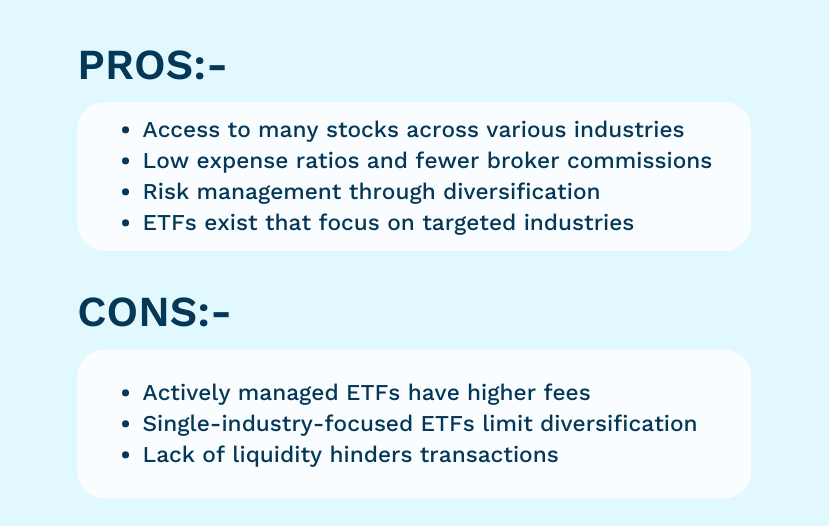 PROS:-
• Access to many stocks across various industries
• Low expense ratios and fewer broker commissions
• Risk management through diversification
• ETFs exist that focus on targeted industries
CONS:-
• Actively managed ETFs have higher fees
• Single-industry-focused ETFs limit diversification
• Lack of liquidity hinders transactions